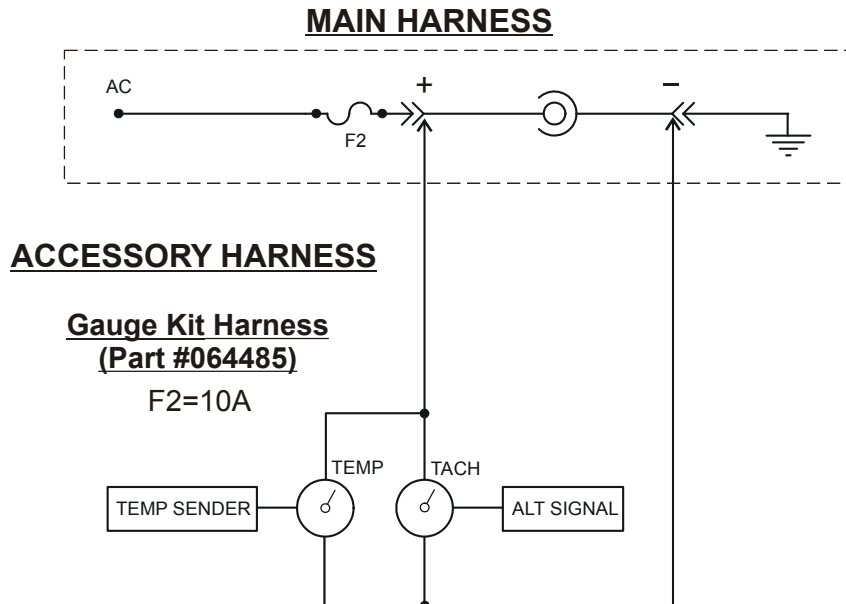 MAIN HARNESS
AC
+
−
F2
ACCESSORY HARNESS
Gauge Kit Harness
(Part #064485)
F2=10A
TEMP
TACH
TEMP SENDER
ALT SIGNAL